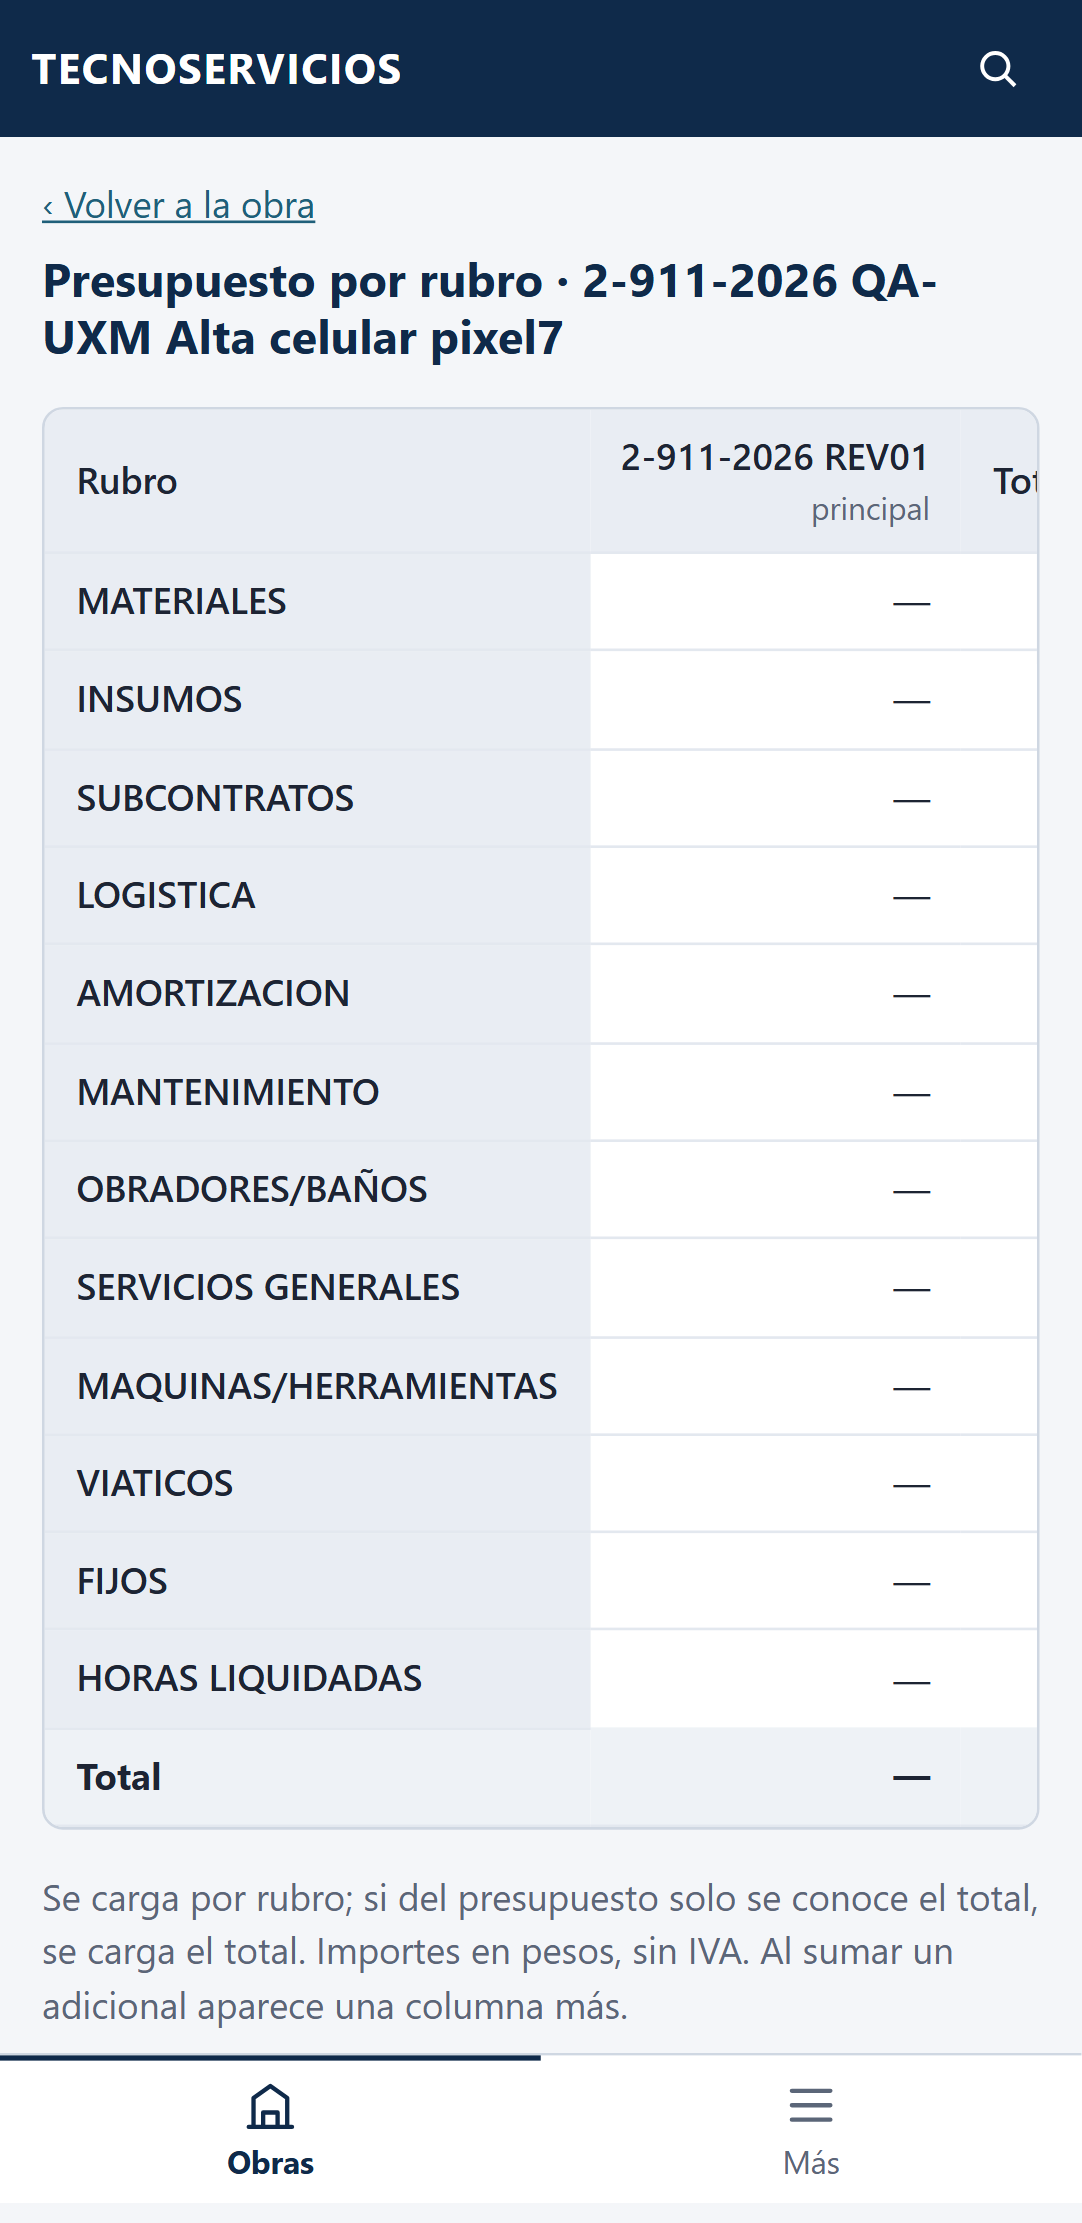 TECNOSERVICIOS
‹ Volver a la obra
Presupuesto por rubro · 2-911-2026 QA-
UXM Alta celular pixel7
Rubro
2-911-2026 REV01
principal
MATERIALES —
INSUMOS —
SUBCONTRATOS —
LOGISTICA —
AMORTIZACION —
MANTENIMIENTO —
OBRADORES/BAÑOS —
SERVICIOS GENERALES —
MAQUINAS/HERRAMIENTAS —
VIATICOS —
FIJOS —
HORAS LIQUIDADAS —
Total —
Se carga por rubro; si del presupuesto solo se conoce el total,
se carga el total. Importes en pesos, sin IVA. Al sumar un
adicional aparece una columna más.
Obras
Más